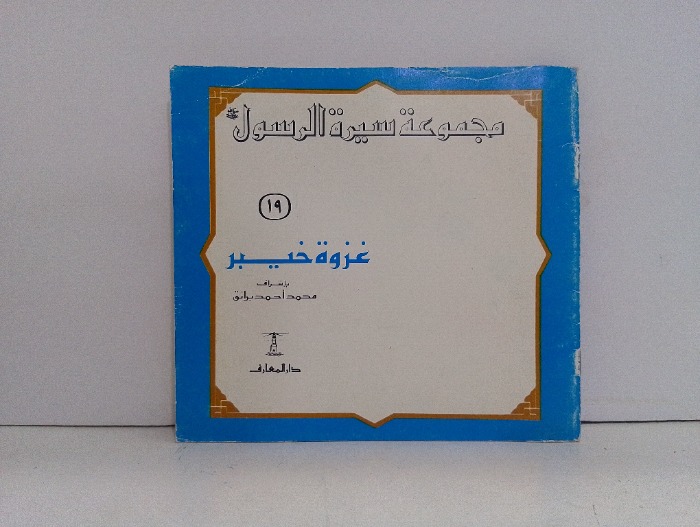 مجموعة سيرة الرسول ﷺ
١٩
غزوة خيبر
بإشراف
محمد أحمد برانق
دار المعارف